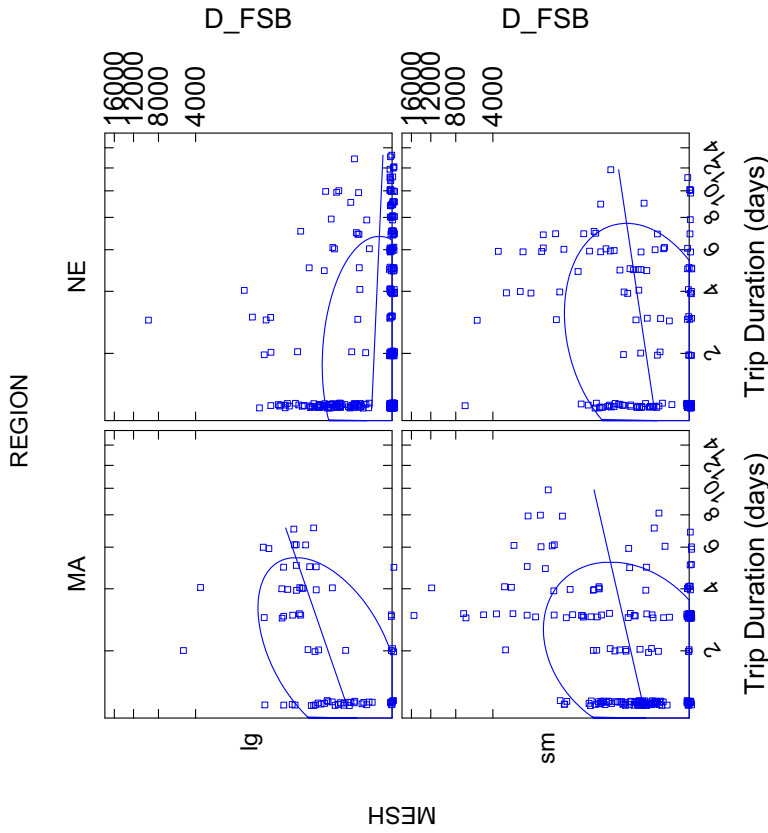 REGION
MA
NE
16000
12000
8000
4000
D_FSB
lg
16000
12000
8000
4000
D_FSB
sm
MESH
2
4
6
8
10
12
14
2
4
6
8
10
12
14
Trip Duration (days)
Trip Duration (days)